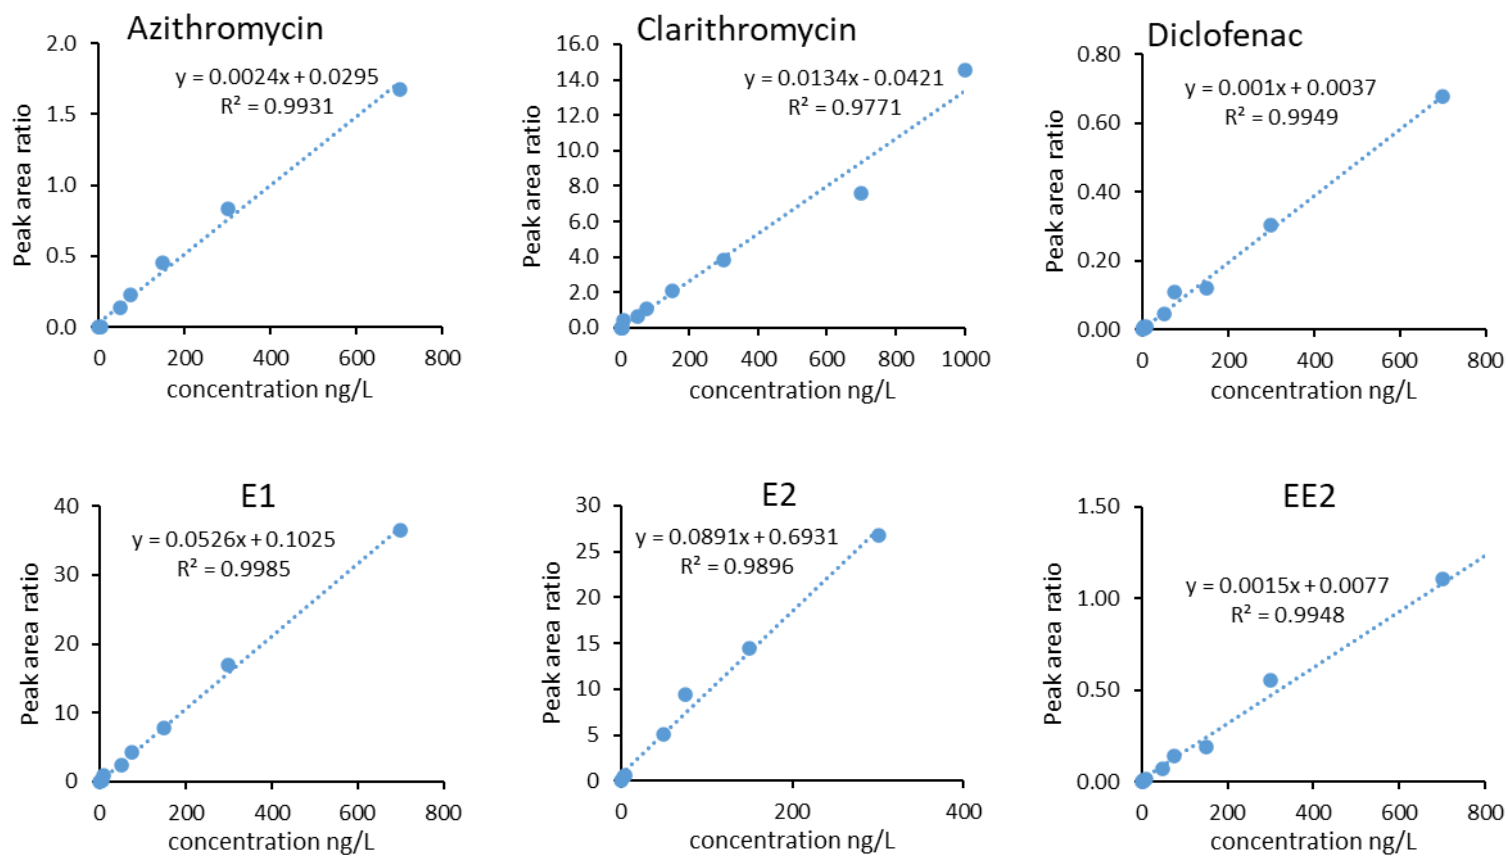 Azithromycin
y = 0.0024x + 0.0295
R² = 0.9931
2.0
1.5
1.0
0.5
0.0
Peak area ratio
0 200 400 600 800
concentration ng/L
Clarithromycin
y = 0.0134x - 0.0421
R² = 0.9771
16.0
14.0
12.0
10.0
8.0
6.0
4.0
2.0
0.0
Peak area ratio
0 200 400 600 800 1000
concentration ng/L
Diclofenac
y = 0.001x + 0.0037
R² = 0.9949
0.80
0.60
0.40
0.20
0.00
Peak area ratio
0 200 400 600 800
concentration ng/L
E1
y = 0.0526x + 0.1025
R² = 0.9985
40
30
20
10
0
Peak area ratio
0 200 400 600 800
concentration ng/L
E2
y = 0.0891x + 0.6931
R² = 0.9896
30
25
20
15
10
5
0
Peak area ratio
0 200 400
concentration ng/L
EE2
y = 0.0015x + 0.0077
R² = 0.9948
1.50
1.00
0.50
0.00
Peak area ratio
0 200 400 600 800
concentration ng/L